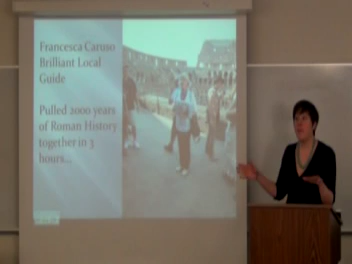 Francesca Caruso
Brilliant Local
Guide
Pulled 2000 years
of Roman History
together in 3
hours...